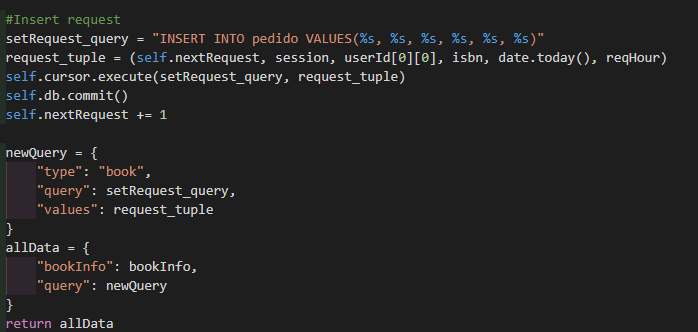 #Insert request
setRequest_query = "INSERT INTO pedido VALUES(%s, %s, %s, %s, %s, %s)"
request_tuple = (self.nextRequest, session, userId[0][0], isbn, date.today(), reqHour)
self.cursor.execute(setRequest_query, request_tuple)
self.db.commit()
self.nextRequest += 1

newQuery = {
    "type": "book",
    "query": setRequest_query,
    "values": request_tuple
}
allData = {
    "bookInfo": bookInfo,
    "query": newQuery
}
return allData